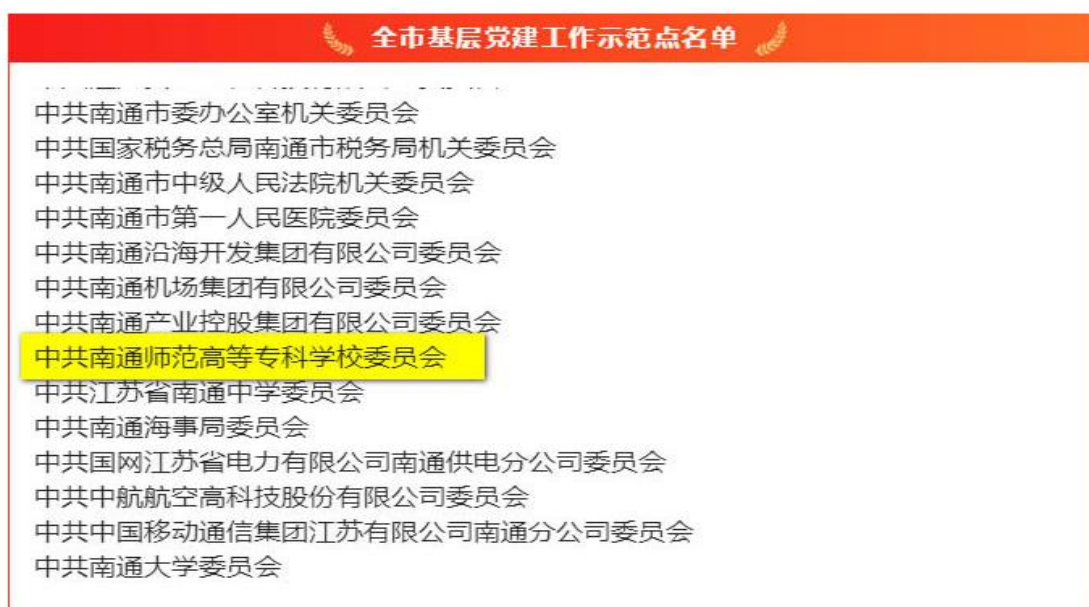 全市基层党建工作示范点名单
中共南通市委办公室机关委员会
中共国家税务总局南通市税务局机关委员会
中共南通市中级人民法院机关委员会
中共南通市第一人民医院委员会
中共南通沿海开发集团有限公司委员会
中共南通机场集团有限公司委员会
中共南通产业控股集团有限公司委员会
中共南通师范高等专科学校委员会
中共江苏省南通中学委员会
中共南通海事局委员会
中共国网江苏省电力有限公司南通供电分公司委员会
中共中航航空高科技股份有限公司委员会
中共中国移动通信集团江苏有限公司南通分公司委员会
中共南通大学委员会